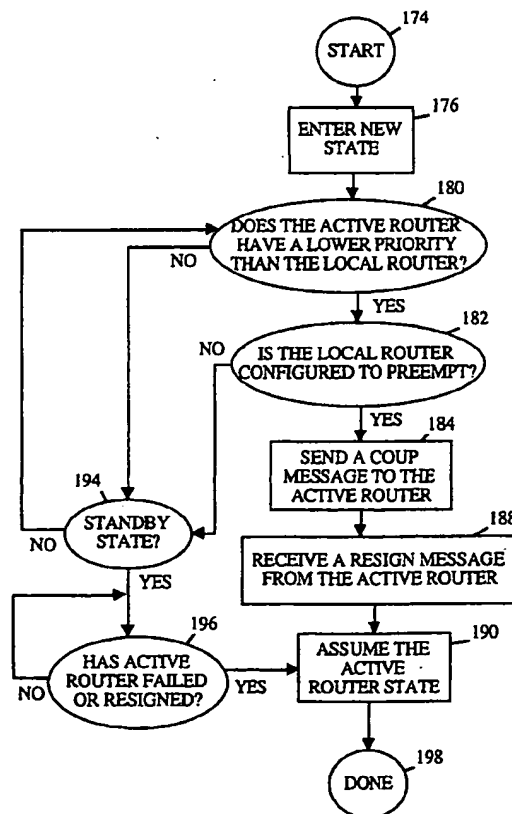 174
START
176
ENTER NEW
STATE
180
DOES THE ACTIVE ROUTER
HAVE A LOWER PRIORITY
THAN THE LOCAL ROUTER?
NO
YES
182
NO
IS THE LOCAL ROUTER
CONFIGURED TO PREEMPT?
YES
184
SEND A COUP
MESSAGE TO THE
ACTIVE ROUTER
194
STANDBY
STATE?
NO
YES
188
RECEIVE A RESIGN MESSAGE
FROM THE ACTIVE ROUTER
196
HAS ACTIVE
ROUTER FAILED
OR RESIGNED?
NO
YES
190
ASSUME THE
ACTIVE
ROUTER STATE
198
DONE